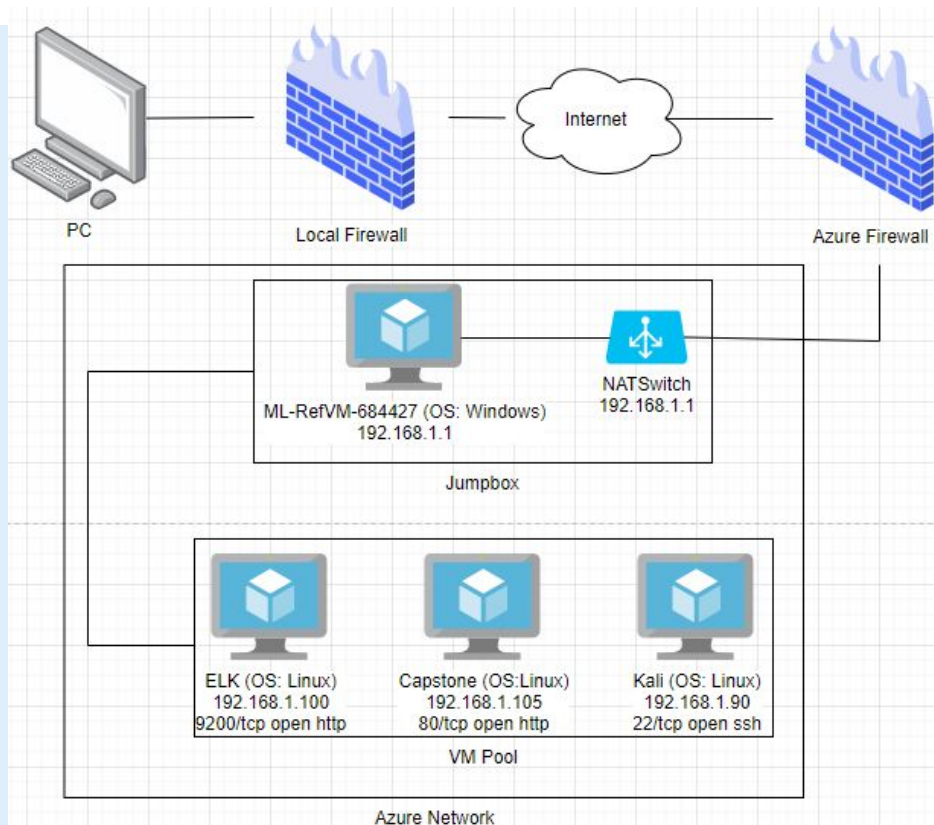 PC
Local Firewall
Internet
Azure Firewall
ML-RefVM-684427 (OS: Windows)
192.168.1.1
NATSwitch
192.168.1.1
Jumpbox
ELK (OS: Linux)
192.168.1.100
9200/tcp open http
Capstone (OS:Linux)
192.168.1.105
80/tcp open http
Kali (OS: Linux)
192.168.1.90
22/tcp open ssh
VM Pool
Azure Network